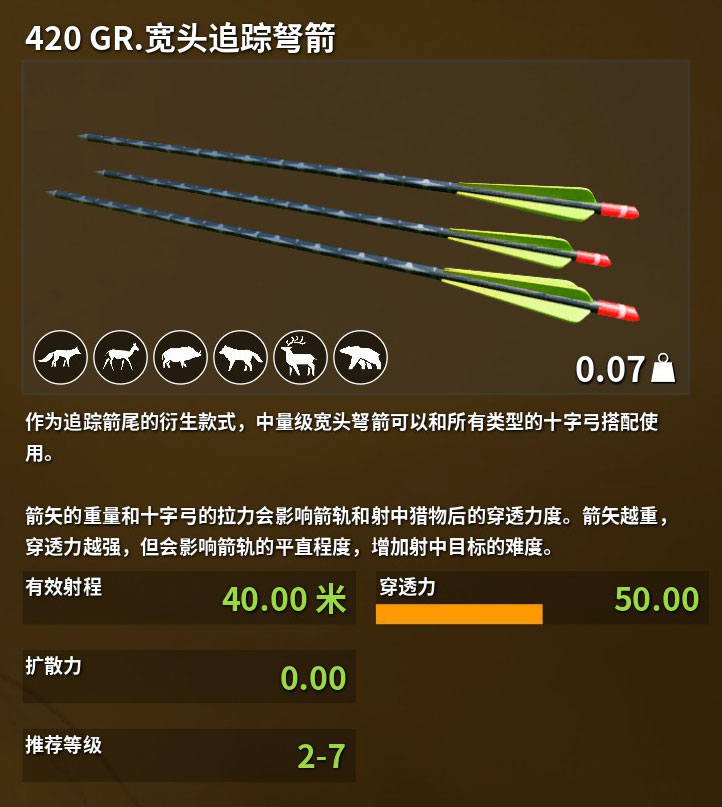 420 GR.宽头追踪弩箭
0.07
作为追踪箭尾的衍生款式，中量级宽头弩箭可以和所有类型的十字弓搭配使
用。
箭矢的重量和十字弓的拉力会影响箭轨和射中猎物后的穿透力度。箭矢越重，
穿透力越强，但会影响箭轨的平直程度，增加射中目标的难度。
有效射程
40.00 米
穿透力
50.00
扩散力
0.00
推荐等级
2-7